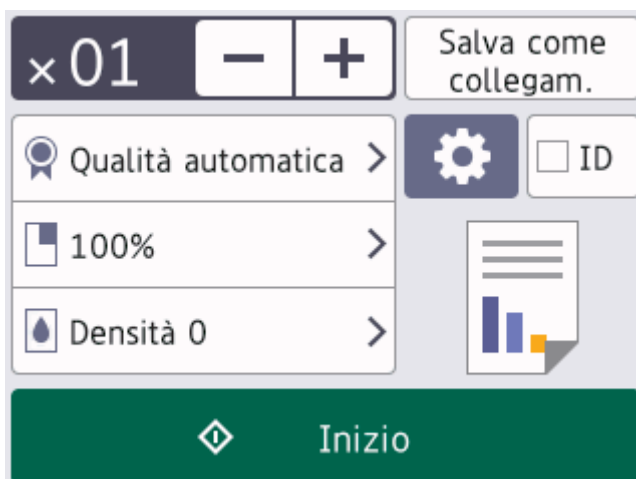 ×01 − +
Salva come
collegam.
Qualità automatica >
ID
100% >
Densità 0 >
Inizio